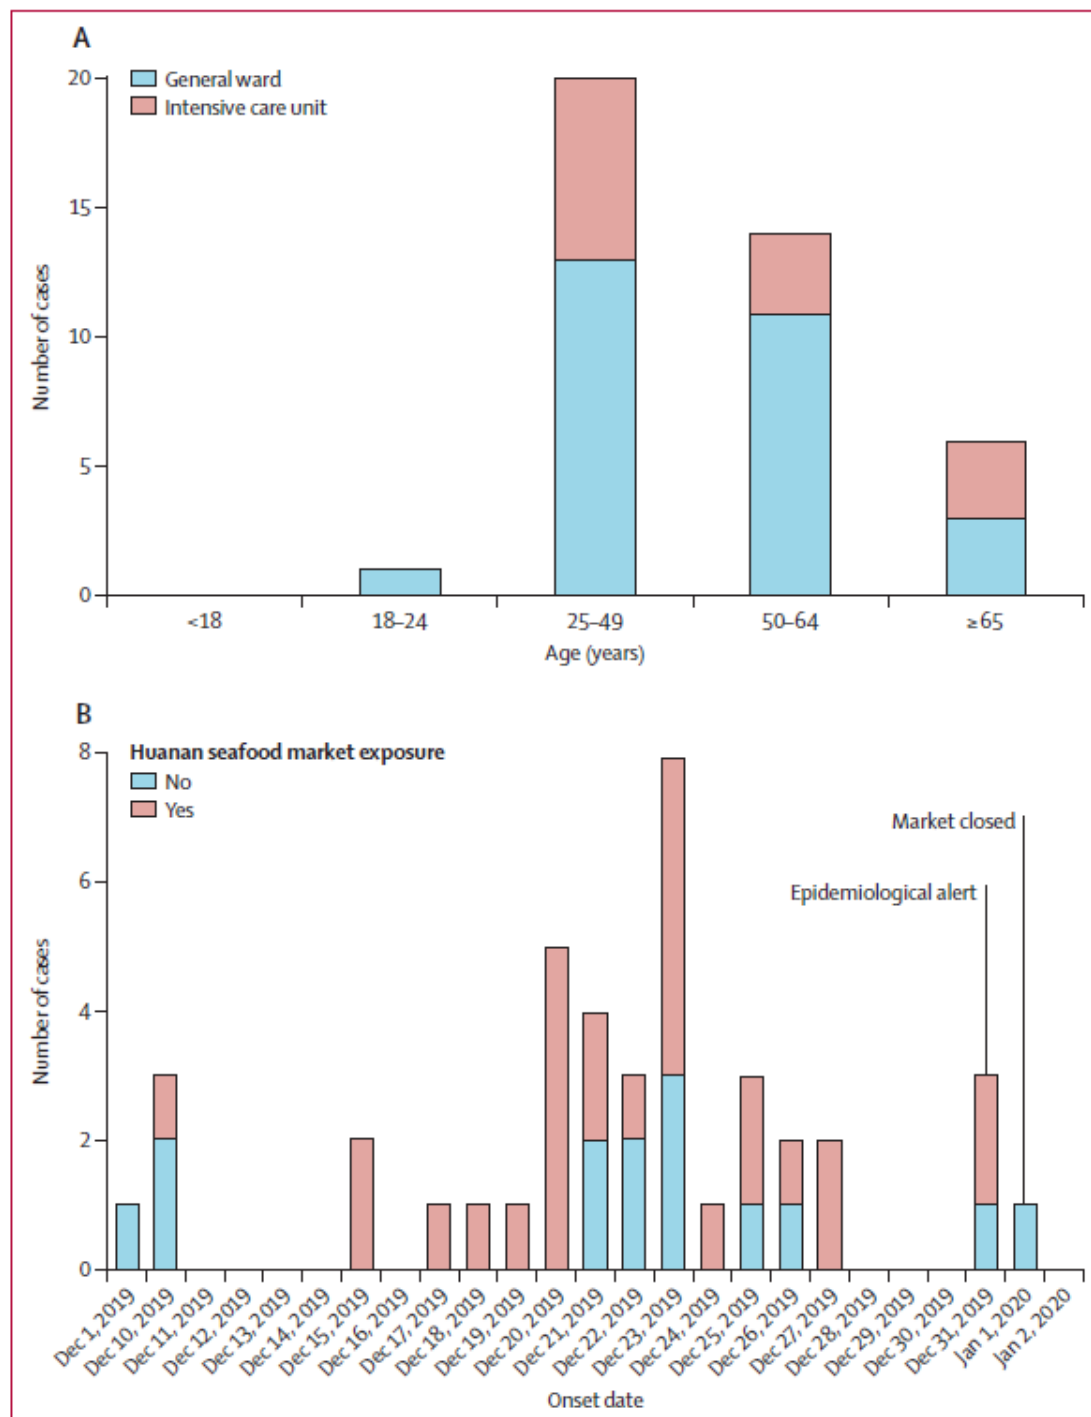 A
General ward
Intensive care unit
20
15
10
5
0
Number of cases
<18
18–24
25–49
50–64
≥65
Age (years)
B
Huanan seafood market exposure
No
Yes
Market closed
Epidemiological alert
8
6
4
2
0
Number of cases
Dec 1, 2019
Dec 10, 2019
Dec 11, 2019
Dec 12, 2019
Dec 13, 2019
Dec 14, 2019
Dec 15, 2019
Dec 16, 2019
Dec 17, 2019
Dec 18, 2019
Dec 19, 2019
Dec 20, 2019
Dec 21, 2019
Dec 22, 2019
Dec 23, 2019
Dec 24, 2019
Dec 25, 2019
Dec 26, 2019
Dec 27, 2019
Dec 28, 2019
Dec 29, 2019
Dec 30, 2019
Dec 31, 2019
Jan 1, 2020
Jan 2, 2020
Onset date